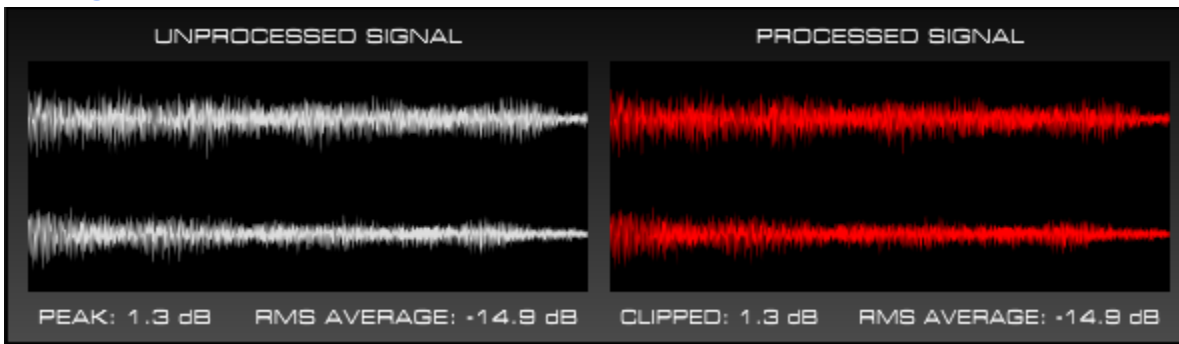 UNPROCESSED SIGNAL
PROCESSED SIGNAL
PEAK: 1.3 dB RMS AVERAGE: -14.9 dB
CLIPPED: 1.3 dB RMS AVERAGE: -14.9 dB